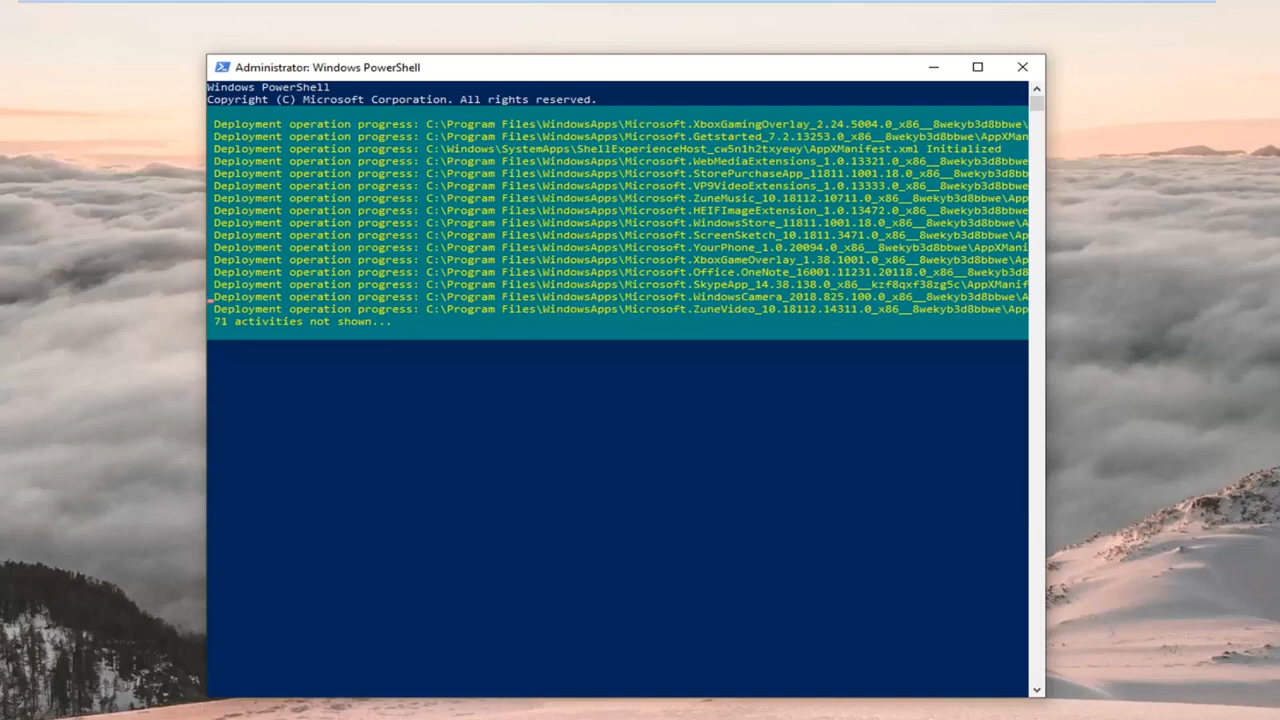 Administrator: Windows PowerShell
Windows PowerShell
Copyright (C) Microsoft Corporation. All rights reserved.
Deployment operation progress: C:\Program Files\WindowsApps\Microsoft.XboxGamingOverlay_2.24.5004.0_x86__8wekyb3d8bbwe\
Deployment operation progress: C:\Program Files\WindowsApps\Microsoft.Getstarted_7.2.13253.0_x86__8wekyb3d8bbwe\AppXMan
Deployment operation progress: C:\Windows\SystemApps\ShellExperienceHost_cw5n1h2txyewy\AppXManifest.xml Initialized
Deployment operation progress: C:\Program Files\WindowsApps\Microsoft.WebMediaExtensions_1.0.13321.0_x86__8wekyb3d8bbwe
Deployment operation progress: C:\Program Files\WindowsApps\Microsoft.StorePurchaseApp_11811.1001.18.0_x86__8wekyb3d8bb
Deployment operation progress: C:\Program Files\WindowsApps\Microsoft.VP9VideoExtensions_1.0.13333.0_x86__8wekyb3d8bbwe
Deployment operation progress: C:\Program Files\WindowsApps\Microsoft.ZuneMusic_10.18112.10711.0_x86__8wekyb3d8bbwe\App
Deployment operation progress: C:\Program Files\WindowsApps\Microsoft.HEIFImageExtension_1.0.13472.0_x86__8wekyb3d8bbwe
Deployment operation progress: C:\Program Files\WindowsApps\Microsoft.WindowsStore_11811.1001.18.0_x86__8wekyb3d8bbwe\A
Deployment operation progress: C:\Program Files\WindowsApps\Microsoft.ScreenSketch_10.1811.3471.0_x86__8wekyb3d8bbwe\Ap
Deployment operation progress: C:\Program Files\WindowsApps\Microsoft.YourPhone_1.0.20094.0_x86__8wekyb3d8bbwe\AppXMani
Deployment operation progress: C:\Program Files\WindowsApps\Microsoft.XboxGameOverlay_1.38.1001.0_x86__8wekyb3d8bbwe\Ap
Deployment operation progress: C:\Program Files\WindowsApps\Microsoft.Office.OneNote_16001.11231.20118.0_x86__8wekyb3d8
Deployment operation progress: C:\Program Files\WindowsApps\Microsoft.SkypeApp_14.38.138.0_x86__kzf8qxf38zg5c\AppXManif
Deployment operation progress: C:\Program Files\WindowsApps\Microsoft.WindowsCamera_2018.825.100.0_x86__8wekyb3d8bbwe\A
Deployment operation progress: C:\Program Files\WindowsApps\Microsoft.ZuneVideo_10.18112.14311.0_x86__8wekyb3d8bbwe\App
71 activities not shown...